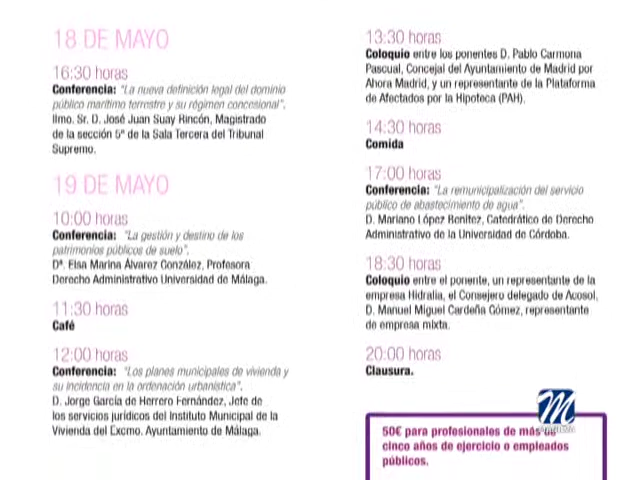 18 DE MAYO
16:30 horas
Conferencia: "La nueva definición legal del dominio
público marítimo terrestre y su régimen concesional".
Ilmo. Sr. D. José Juan Suay Rincón, Magistrado
de la sección 5ª de la Sala Tercera del Tribunal
Supremo.
19 DE MAYO
10:00 horas
Conferencia: "La gestión y destino de los
patrimonios públicos de suelo".
Dª. Elsa Marina Álvarez González, Profesora
Derecho Administrativo Universidad de Málaga.
11:30 horas
Café
12:00 horas
Conferencia: "Los planes municipales de vivienda y
su incidencia en la ordenación urbanística".
D. Jorge García de Herrero Fernández, Jefe de
los servicios jurídicos del Instituto Municipal de la
Vivienda del Excmo. Ayuntamiento de Málaga.
13:30 horas
Coloquio entre los ponentes D. Pablo Carmona
Pascual, Concejal del Ayuntamiento de Madrid por
Ahora Madrid, y un representante de la Plataforma
de Afectados por la Hipoteca (PAH).
14:30 horas
Comida
17:00 horas
Conferencia: "La remunicipalización del servicio
público de abastecimiento de agua".
D. Mariano López Benítez, Catedrático de Derecho
Administrativo de la Universidad de Córdoba.
18:30 horas
Coloquio entre el ponente, un representante de la
empresa Hidralia, el Consejero delegado de Acosol,
D. Manuel Miguel Cardeña Gómez, representante
de empresa mixta.
20:00 horas
Clausura.
M
50€ para profesionales de más de
cinco años de ejercicio o empleados
públicos.